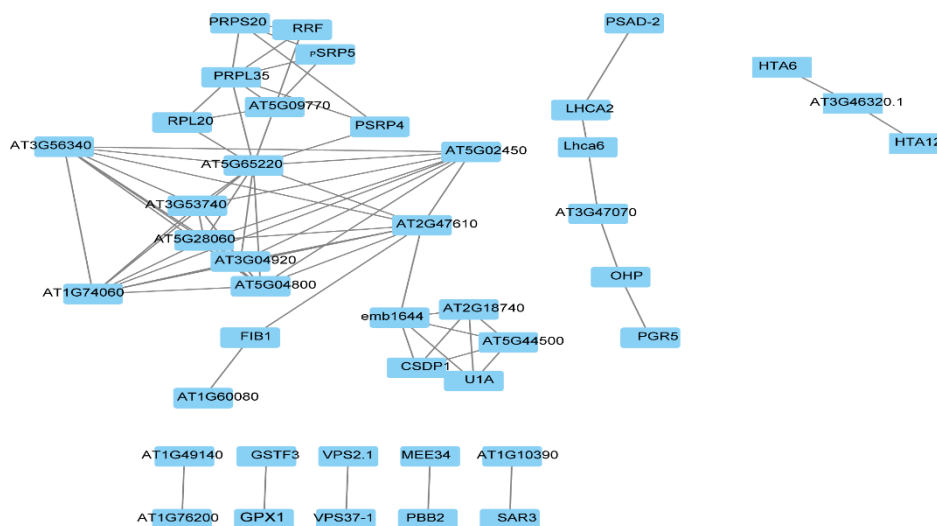 PRPS20
RRF
PSAD-2
pSRP5
HTA6
PRPL35
AT5G09770
LHCA2
AT3G46320.1
RPL20
PSRP4
AT3G56340
Lhca6
HTA12
AT5G02450
AT5G65220
AT3G53740
AT3G47070
AT2G47610
AT5G28060
AT3G04920
OHP
AT1G74060
AT5G04800
emb1644
AT2G18740
FIB1
AT5G44500
PGR5
CSDP1
U1A
AT1G60080
AT1G49140
GSTF3
VPS2.1
MEE34
AT1G10390
AT1G76200
GPX1
VPS37-1
PBB2
SAR3